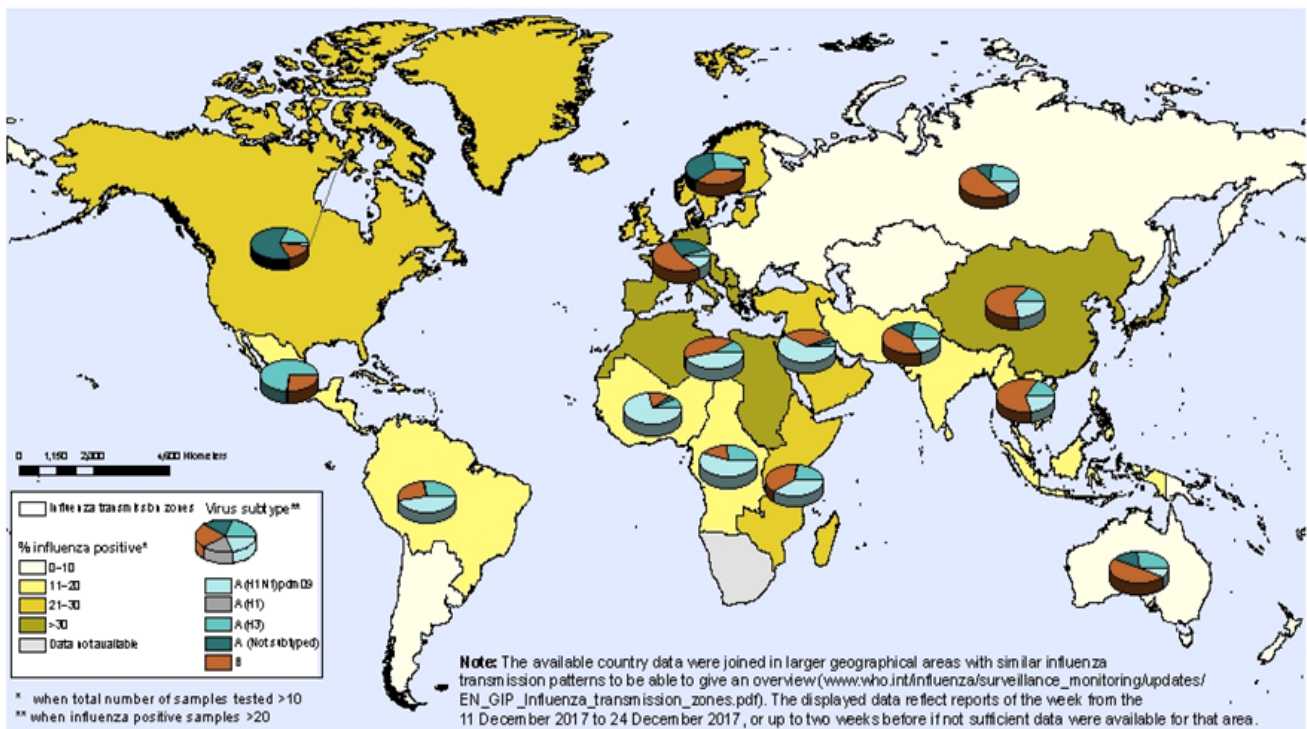 0 1,150 2,300 4,600 Kilometers
Influenza transmission zones
Virus subtype**
% influenza positive*
0-10
11-20
21-30
>30
Data not available
A(H1N1)pdm09
A(H1)
A(H3)
A (Not subtyped)
B
* when total number of samples tested >10
** when influenza positive samples >20
Note: The available country data were joined in larger geographical areas with similar influenza
transmission patterns to be able to give an overview (www.who.int/influenza/surveillance_monitoring/updates/
EN_GIP_Influenza_transmission_zones.pdf). The displayed data reflect reports of the week from the
11 December 2017 to 24 December 2017, or up to two weeks before if not sufficient data were available for that area.